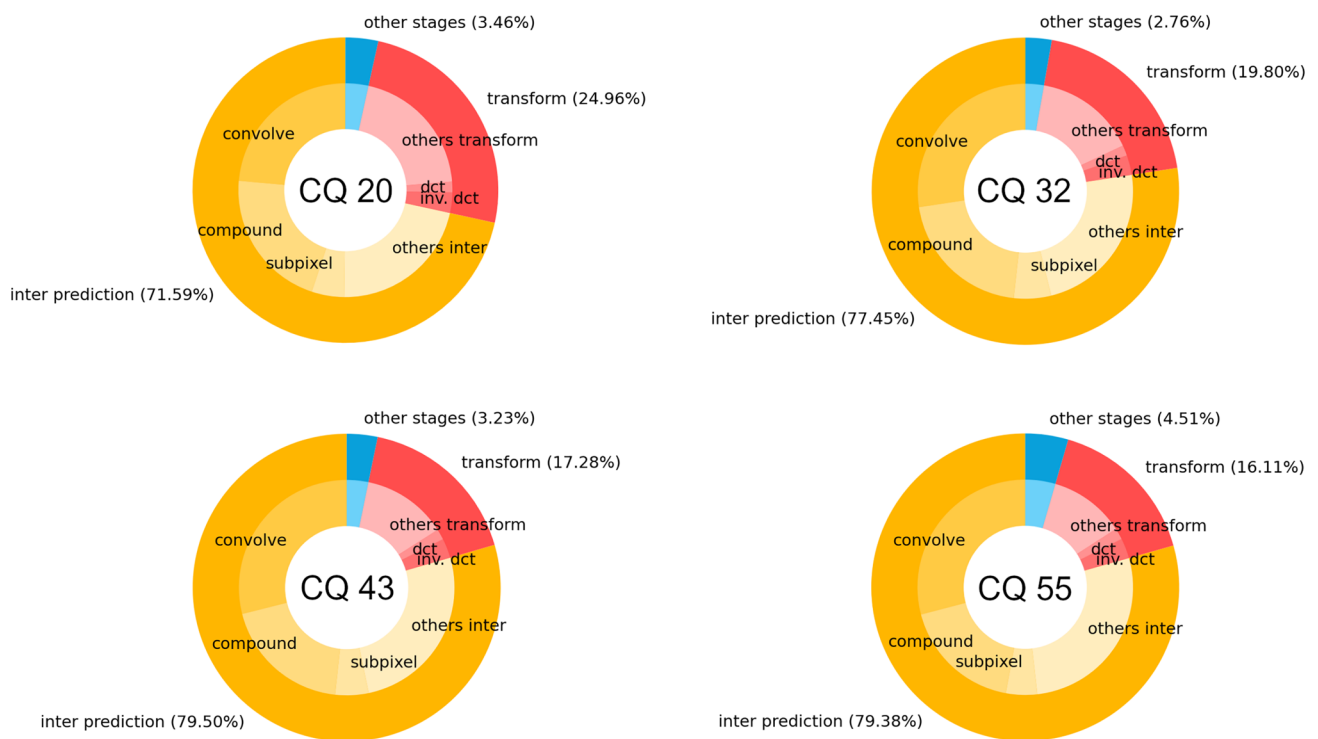 other stages (3.46%)
transform (24.96%)
others transform
convolve
dct
inv. dct
CQ 20
compound
others inter
subpixel
inter prediction (71.59%)
other stages (2.76%)
transform (19.80%)
others transform
convolve
dct
inv. dct
CQ 32
others inter
compound
subpixel
inter prediction (77.45%)
other stages (3.23%)
transform (17.28%)
others transform
convolve
dct
inv. dct
CQ 43
others inter
compound
subpixel
inter prediction (79.50%)
other stages (4.51%)
transform (16.11%)
others transform
convolve
dct
inv. dct
CQ 55
others inter
compound
subpixel
inter prediction (79.38%)